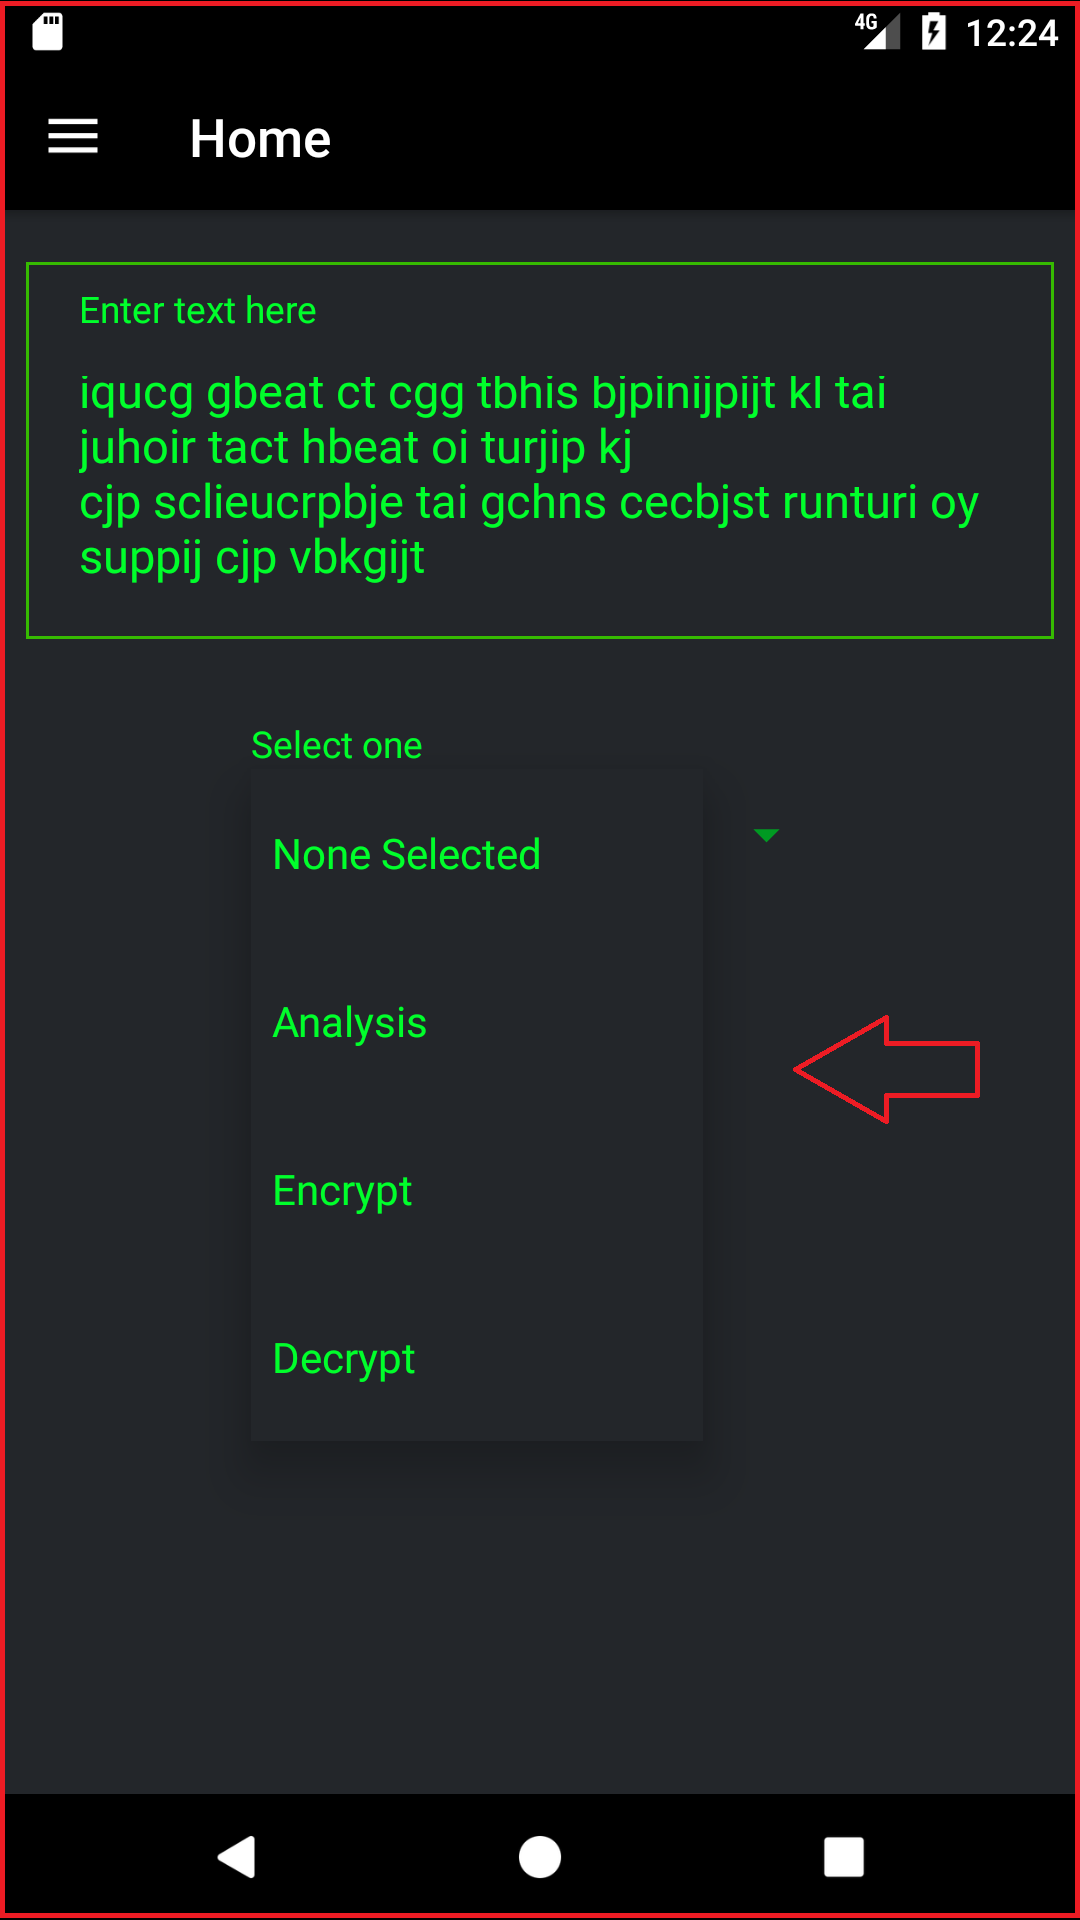 4G 12:24
Home
Enter text here
iqucg gbeat ct cgg tbhis bjpinijpijt kl tai
juhoir tact hbeat oi turjip kj
cjp sclieucrpbje tai gchns cecbjst runturi oy
suppij cjp vbkgijt
Select one
None Selected
Analysis
Encrypt
Decrypt